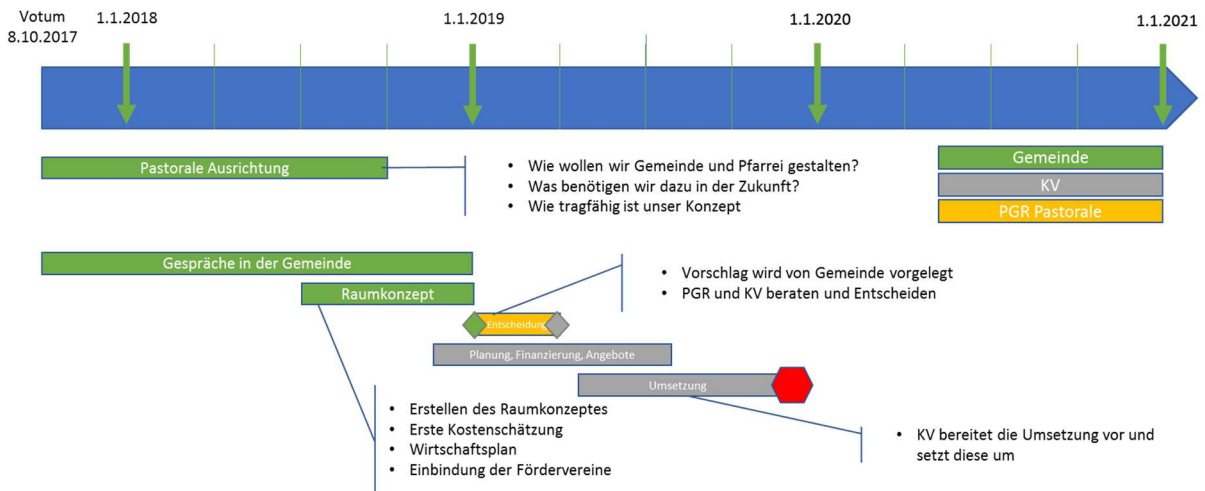 Votum
8.10.2017
1.1.2018
1.1.2019
1.1.2020
1.1.2021
Pastorale Ausrichtung
• Wie wollen wir Gemeinde und Pfarrei gestalten?
• Was benötigen wir dazu in der Zukunft?
• Wie tragfähig ist unser Konzept
Gemeinde
KV
PGR Pastorale
Gespräche in der Gemeinde
Raumkonzept
• Vorschlag wird von Gemeinde vorgelegt
• PGR und KV beraten und Entscheiden
Entscheidung
Planung, Finanzierung, Angebote
Umsetzung
• Erstellen des Raumkonzeptes
• Erste Kostenschätzung
• Wirtschaftsplan
• Einbindung der Fördervereine
• KV bereitet die Umsetzung vor und
setzt diese um